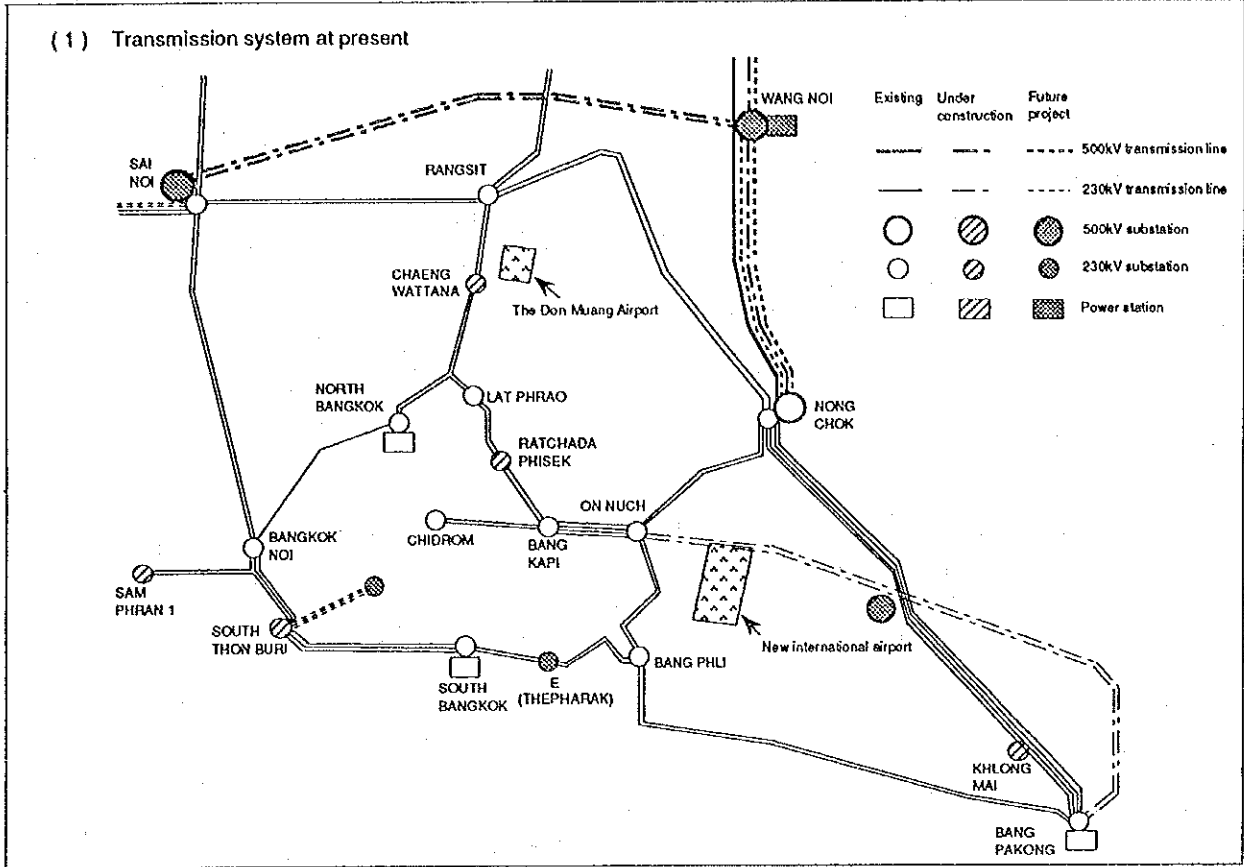 (1) Transmission system at present
WANG NOI
Existing
Under
construction
Future
project
500kV transmission line
230kV transmission line
500kV substation
230kV substation
Power station
SAI
NOI
RANGSIT
CHAENG
WATTANA
The Don Muang Airport
NORTH
BANGKOK
LAT PHRAO
NONG
CHOK
RATCHADA
PHISEK
ON NUCH
CHIDROM
BANG
KAPI
BANGKOK
NOI
SAM
PHRAN 1
SOUTH
THON BURI
New international airport
BANG PHLI
SOUTH
BANGKOK
E
(THEPHARAK)
KHLONG
MAI
BANG
PAKONG